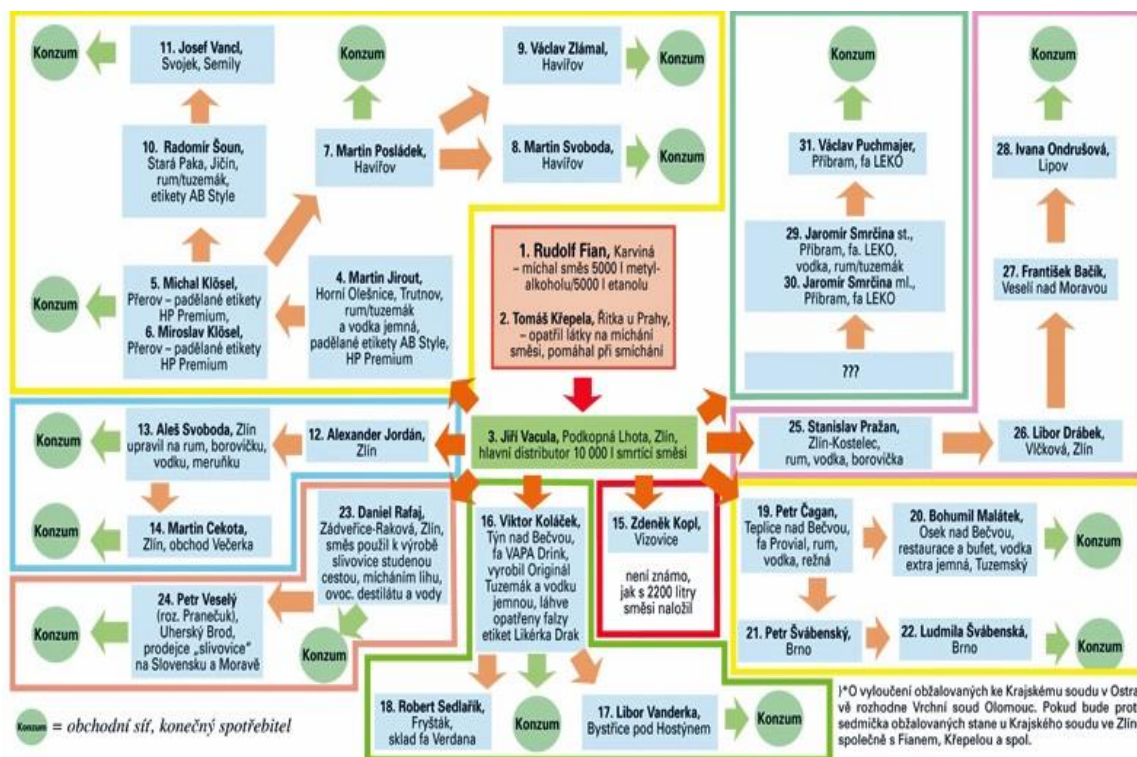 Konzum
11. Josef Vancl,
Svojek, Semily
Konzum
9. Václav Zlámal,
Havířov
Konzum
10. Radomír Šoun,
Stará Paka, Jičín,
rum/tuzemák,
etikety AB Style
7. Martin Posládek,
Havířov
8. Martin Svoboda,
Havířov
Konzum
Konzum
5. Michal Klösel,
Přerov – padělané etikety
HP Premium,
6. Miroslav Klösel,
Přerov – padělané etikety
HP Premium
4. Martin Jirout,
Horní Olešnice, Trutnov,
rum/tuzemák
a vodka jemná,
padělané etikety AB Style,
HP Premium
1. Rudolf Fian, Karviná
– míchal směs 5000 l metyl-
alkoholu/5000 l etanolu
2. Tomáš Křepela, Řitka u Prahy,
– opatřil látky na míchání
směsi, pomáhal při smíchání
Konzum
31. Václav Puchmajer,
Příbram, fa LEKO
29. Jaromír Smrčina st.,
Příbram, fa. LEKO,
vodka, rum/tuzemák
30. Jaromír Smrčina ml.,
Příbram, fa LEKO
???
Konzum
28. Ivana Ondrušová,
Lipov
27. František Bačík,
Veselí nad Moravou
Konzum
13. Aleš Svoboda, Zlín
upravil na rum, borovičku,
vodku, meruňku
12. Alexander Jordán,
Zlín
3. Jiří Vacula, Podkopná Lhota, Zlín,
hlavní distributor 10 000 l smrtící směsi
25. Stanislav Pražan,
Zlín-Kostelec,
rum, vodka, borovička
26. Libor Drábek,
Vlčková, Zlín
Konzum
14. Martin Cekota,
Zlín, obchod Večerka
23. Daniel Rafaj,
Zádveřice-Raková, Zlín,
směs použil k výrobě
slivovice studenou
cestou, mícháním lihu,
ovoc. destilátu a vody
16. Viktor Koláček,
Týn nad Bečvou,
fa VAPA Drink,
vyrobil Originál
Tuzemák a vodku
jemnou, láhve
opatřeny falzy
etiket Likérka Drak
15. Zdeněk Kopl,
Vizovice
není známo,
jak s 2200 litry
směsi naložil
19. Petr Čagan,
Teplice nad Bečvou,
fa Provial, rum,
vodka, režná
20. Bohumil Malátek,
Osek nad Bečvou,
restaurace a bufet, vodka
extra jemná, Tuzemský
Konzum
Konzum
24. Petr Veselý
(roz. Pranečuk),
Uherský Brod,
prodejce „slivovice“
na Slovensku a Moravě
Konzum
21. Petr Švábenský,
Brno
22. Ludmila Švábenská,
Brno
Konzum
18. Robert Sedlařík,
Fryšták,
sklad fa Verdana
Konzum
17. Libor Vanderka,
Bystřice pod Hostýnem
Konzum
Konzum = obchodní síť, konečný spotřebitel
)*O vyloučení obžalovaných ke Krajskému soudu v Ostra
vě rozhodne Vrchní soud Olomouc. Pokud bude prot
sedmička obžalovaných stane u Krajského soudu ve Zlín
společně s Fianem, Křepelou a spol.